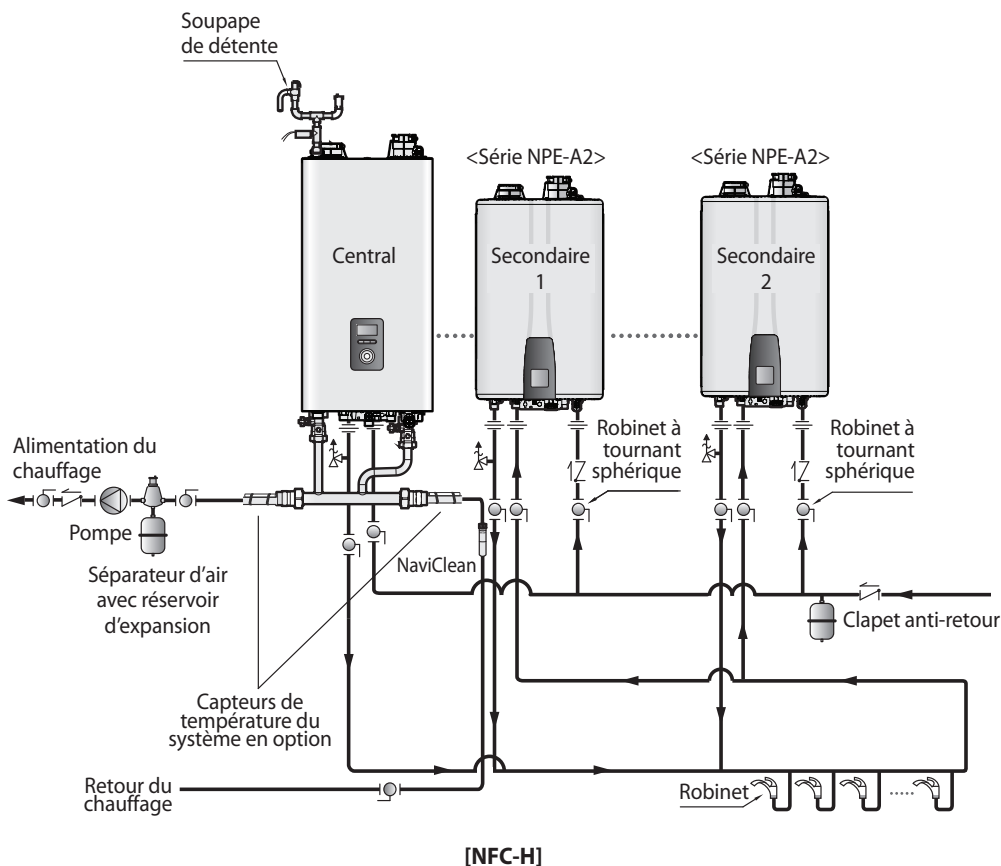 Soupape
de détente
<Série NPE-A2>
<Série NPE-A2>
Central
Secondaire
1
Secondaire
2
Alimentation du
chauffage
Robinet à
tournant
sphérique
Robinet à
tournant
sphérique
Pompe
NaviClean
Séparateur d'air
avec réservoir
d'expansion
Clapet anti-retour
Capteurs de
température du
système en option
Retour du
chauffage
Robinet
[NFC-H]